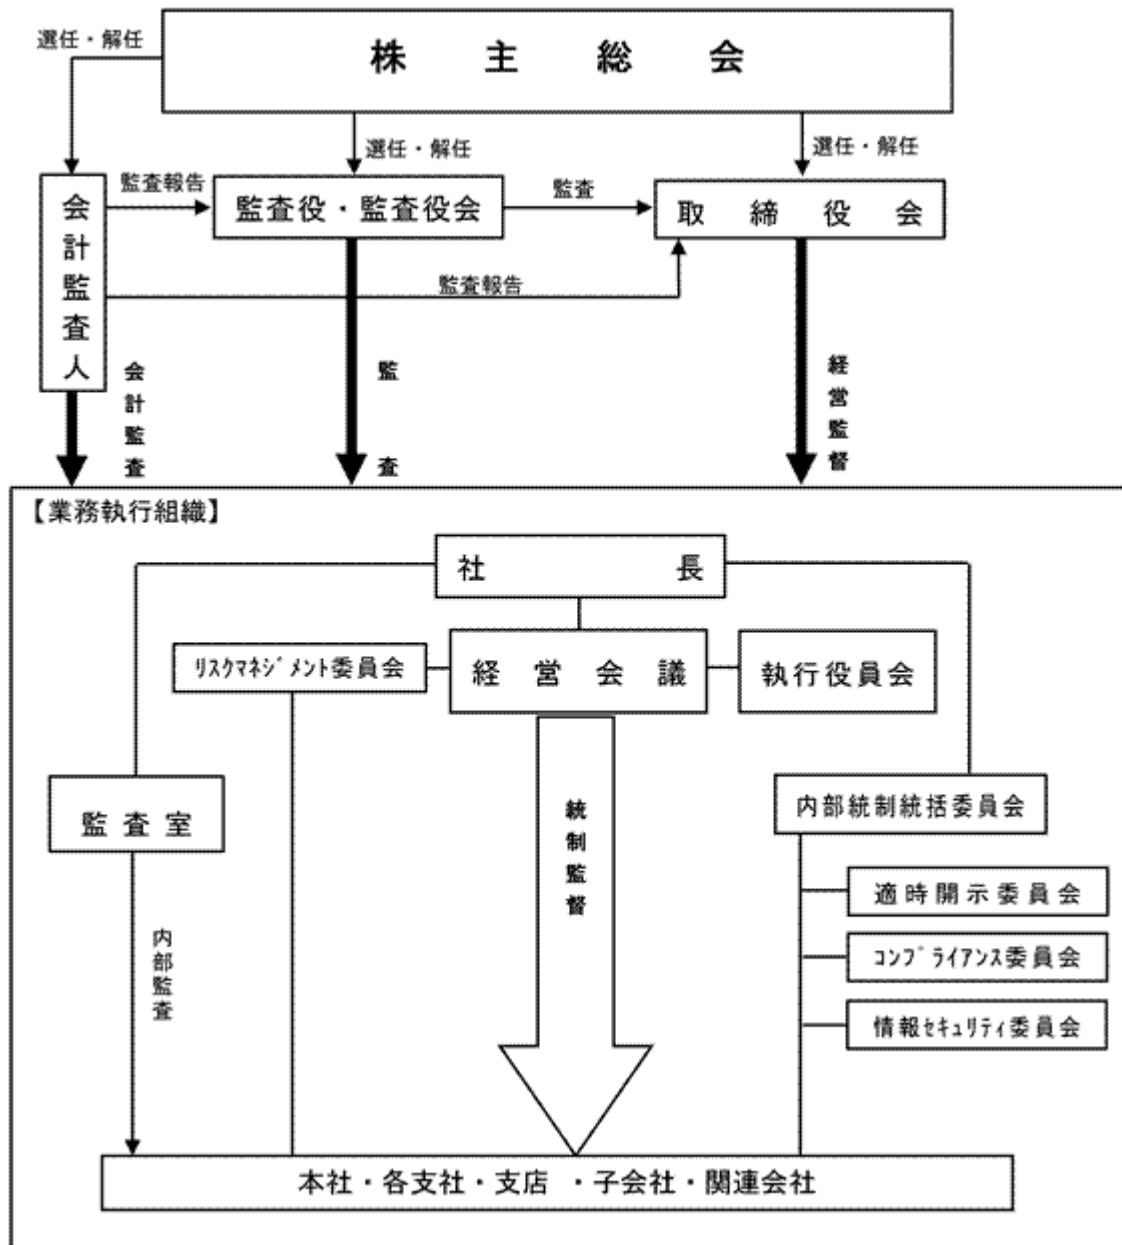 選任・解任
株主総会
選任・解任
選任・解任
会計監査人
監査報告
監査役・監査役会
監査
取締役会
監査報告
会計監査
監査
経営監督
【業務執行組織】
社長
ﾘｽｸﾏﾈｼﾞﾒﾝﾄ委員会
経営会議
執行役員会
監査室
統制監督
内部統制統括委員会
適時開示委員会
内部監査
ｺﾝﾌﾟﾗｲｱﾝｽ委員会
情報ｾｷｭﾘﾃｨ委員会
本社・各支社・支店 ・子会社・関連会社